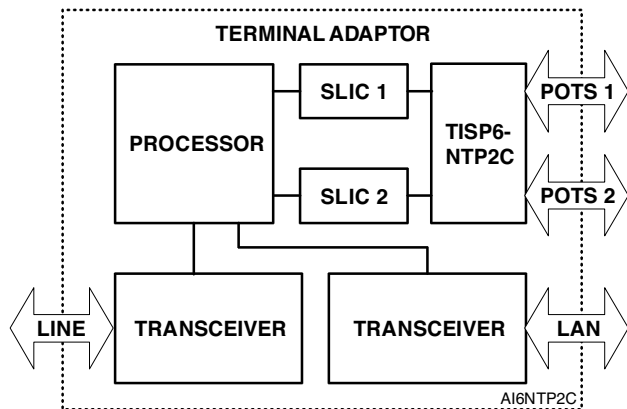 TERMINAL ADAPTOR
PROCESSOR
SLIC 1
SLIC 2
TISP6-
NTP2C
POTS 1
POTS 2
LINE
TRANSCEIVER
TRANSCEIVER
LAN
AI6NTP2C